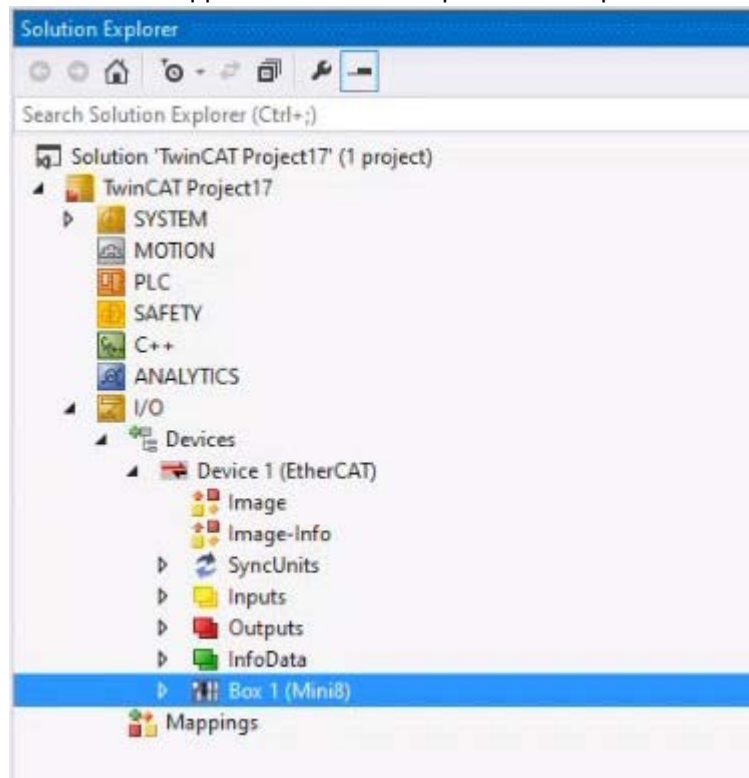 Solution Explorer
Search Solution Explorer (Ctrl+;)
Solution 'TwinCAT Project17' (1 project)
TwinCAT Project17
SYSTEM
MOTION
PLC
SAFETY
C++
ANALYTICS
I/O
Devices
Device 1 (EtherCAT)
Image
Image-Info
SyncUnits
Inputs
Outputs
InfoData
Box 1 (Mini8)
Mappings